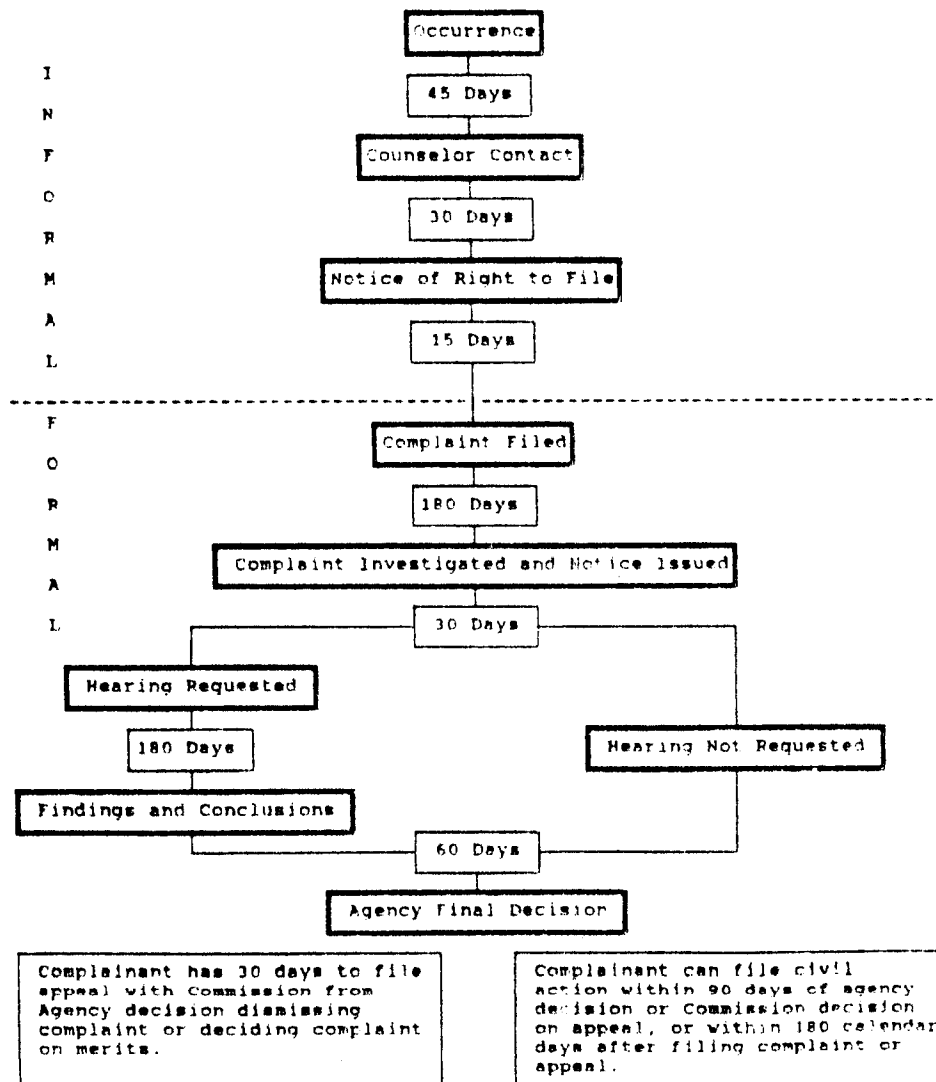 Occurrence
45 Days
Counselor Contact
30 Days
Notice of Right to File
15 Days
INFORMAL
FORMAL
Complaint Filed
180 Days
Complaint Investigated and Notice Issued
30 Days
Hearing Requested
180 Days
Hearing Not Requested
Findings and Conclusions
60 Days
Agency Final Decision
Complainant has 30 days to file
appeal with Commission from
Agency decision dismissing
complaint or deciding complaint
on merits.
Complainant can file civil
action within 90 days of agency
decision or Commission decision
on appeal, or within 180 calendar
days after filing complaint or
appeal.